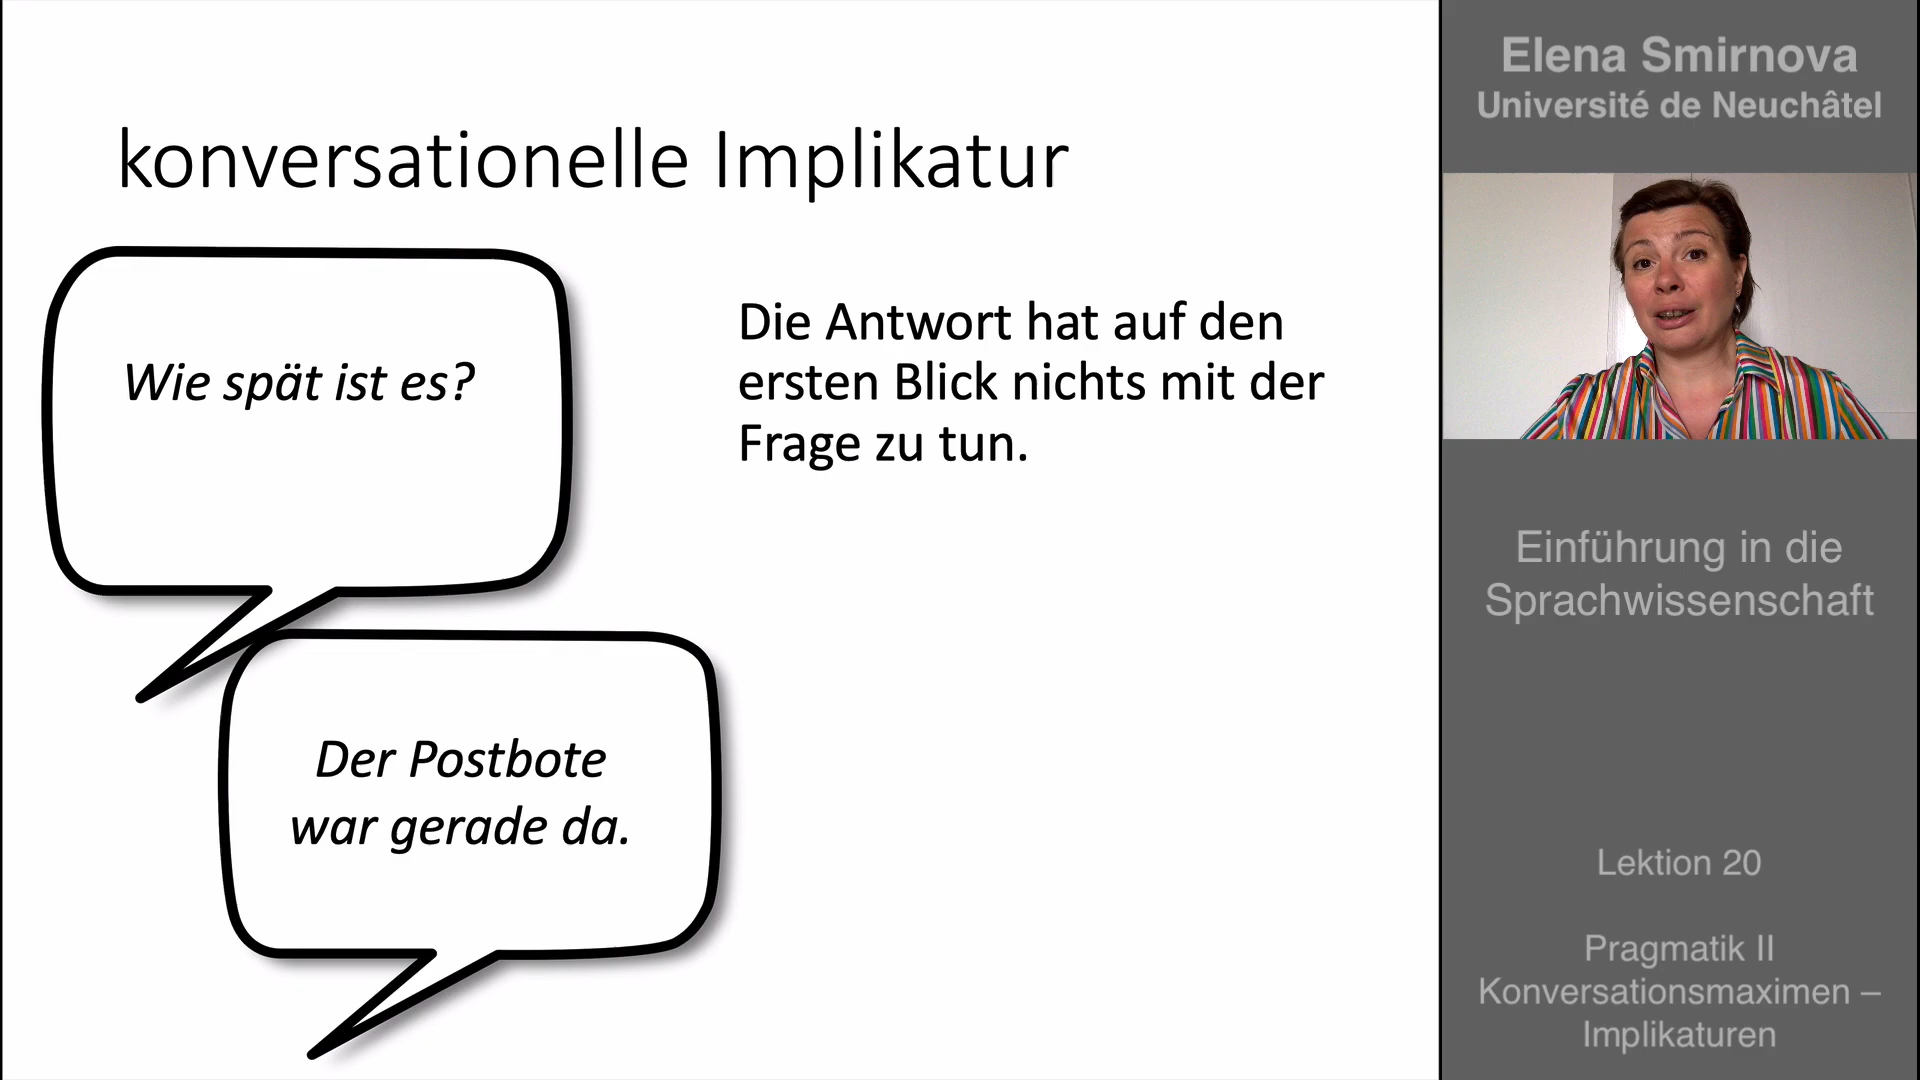 konversationelle Implikatur
Wie spät ist es?
Der Postbote
war gerade da.
Die Antwort hat auf den
ersten Blick nichts mit der
Frage zu tun.
Elena Smirnova
Université de Neuchâtel
Einführung in die
Sprachwissenschaft
Lektion 20
Pragmatik II
Konversationsmaximen –
Implikaturen